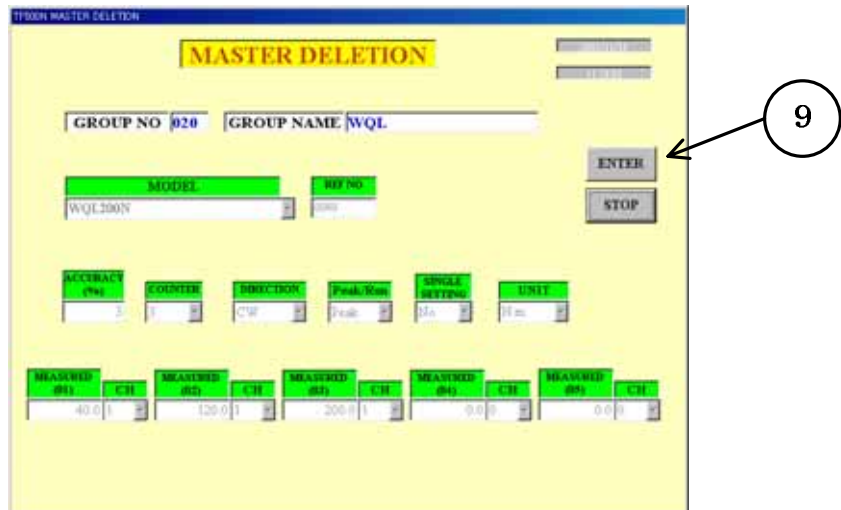 TF800N MASTER DELETION
MASTER DELETION
GROUP NO 020 GROUP NAME WQL
9
ENTER
MODEL REF NO
WQL200N
STOP
ACCURACY (%) COUNTER DIRECTION Peak/Run SINGLE SETTING UNIT
3 3 CW Peak No N m
MEASURED (01) CH MEASURED (02) CH MEASURED (03) CH MEASURED (04) CH MEASURED (05) CH
40.0 1 120.0 1 200.0 1 0.0 0 0.0 0